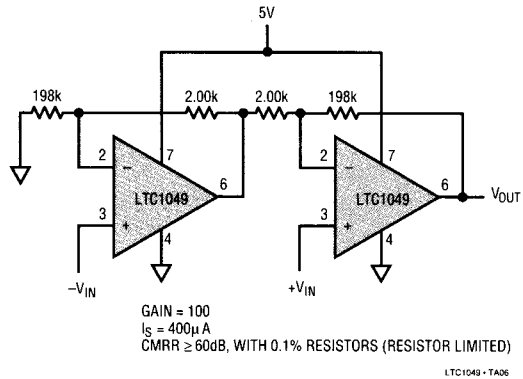 5V
198k 2.00k 2.00k 198k
2 − 7 LTC1049 6 3 + 4
2 − 7 LTC1049 6 3 + 4
VOUT
−VIN +VIN
GAIN = 100
IS = 400µA
CMRR ≥ 60dB, WITH 0.1% RESISTORS (RESISTOR LIMITED)
LTC1049 • TA06